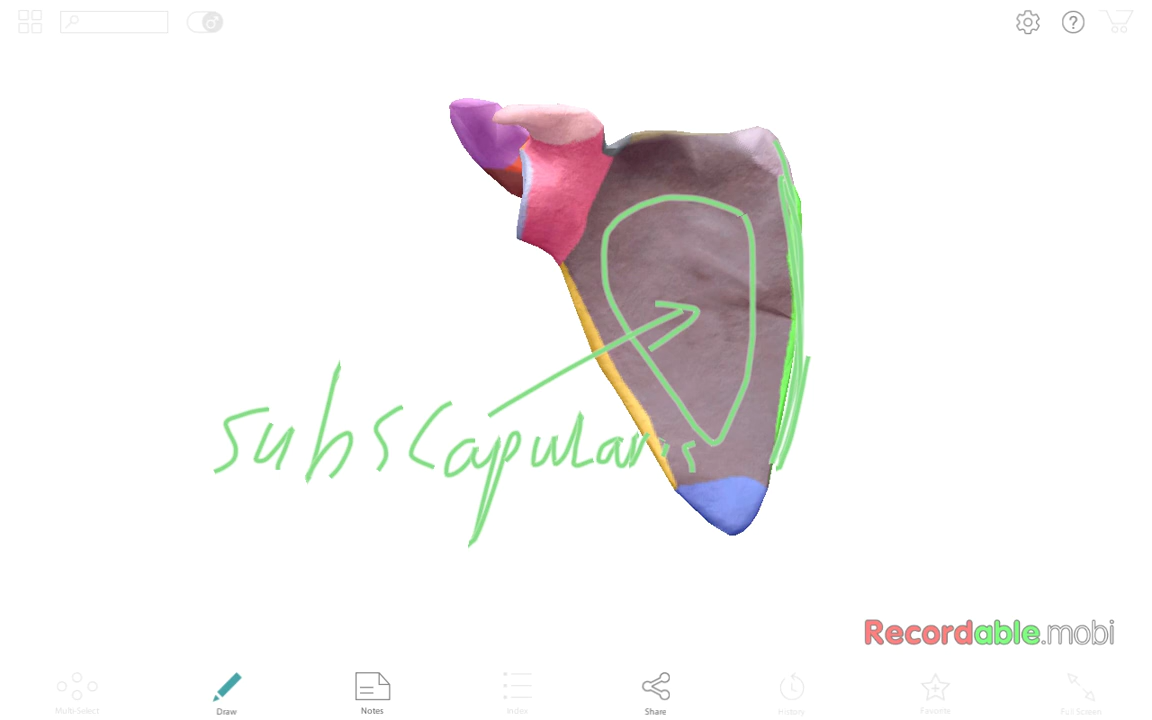 subscapularis
Recordable.mobi
Multi-Select
Draw
Notes
Index
Share
History
Favorite
Full Screen